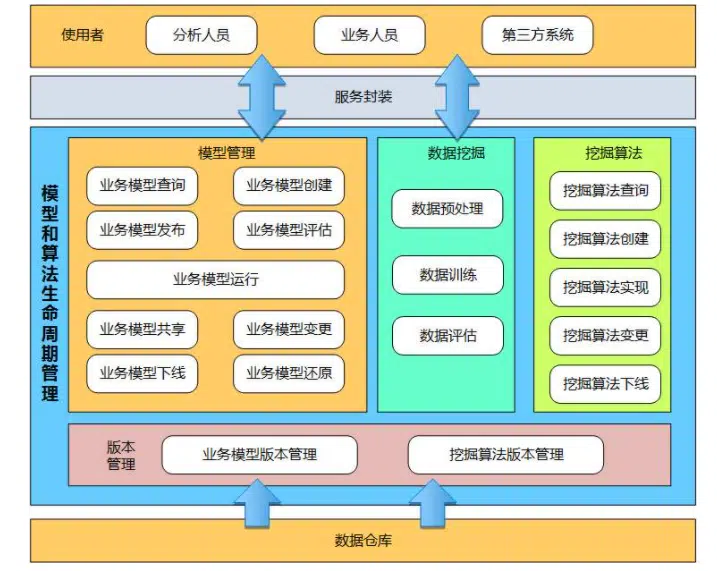 使用者
分析人员
业务人员
第三方系统
服务封装
模型和算法生命周期管理
模型管理
业务模型查询
业务模型创建
业务模型发布
业务模型评估
业务模型运行
业务模型共享
业务模型变更
业务模型下线
业务模型还原
数据挖掘
数据预处理
数据训练
数据评估
挖掘算法
挖掘算法查询
挖掘算法创建
挖掘算法实现
挖掘算法变更
挖掘算法下线
版本
管理
业务模型版本管理
挖掘算法版本管理
数据仓库